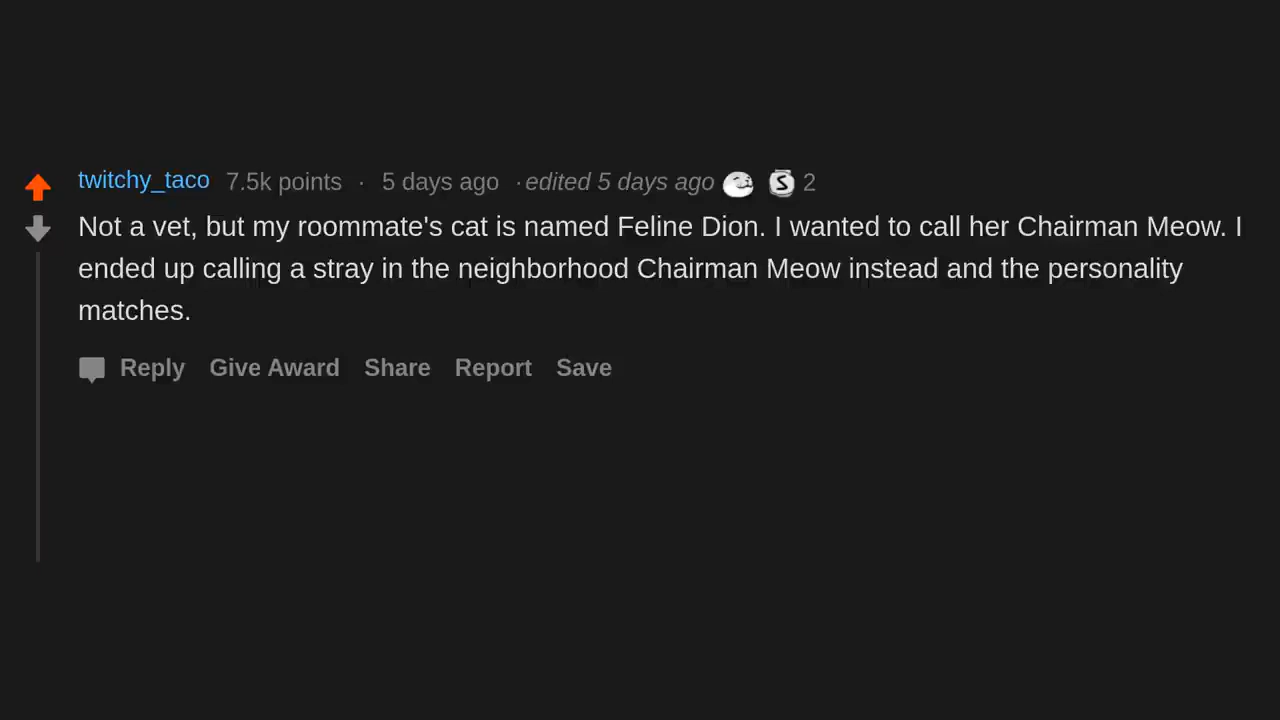 twitchy_taco 7.5k points · 5 days ago · edited 5 days ago S 2
Not a vet, but my roommate's cat is named Feline Dion. I wanted to call her Chairman Meow. I
ended up calling a stray in the neighborhood Chairman Meow instead and the personality
matches.
Reply Give Award Share Report Save